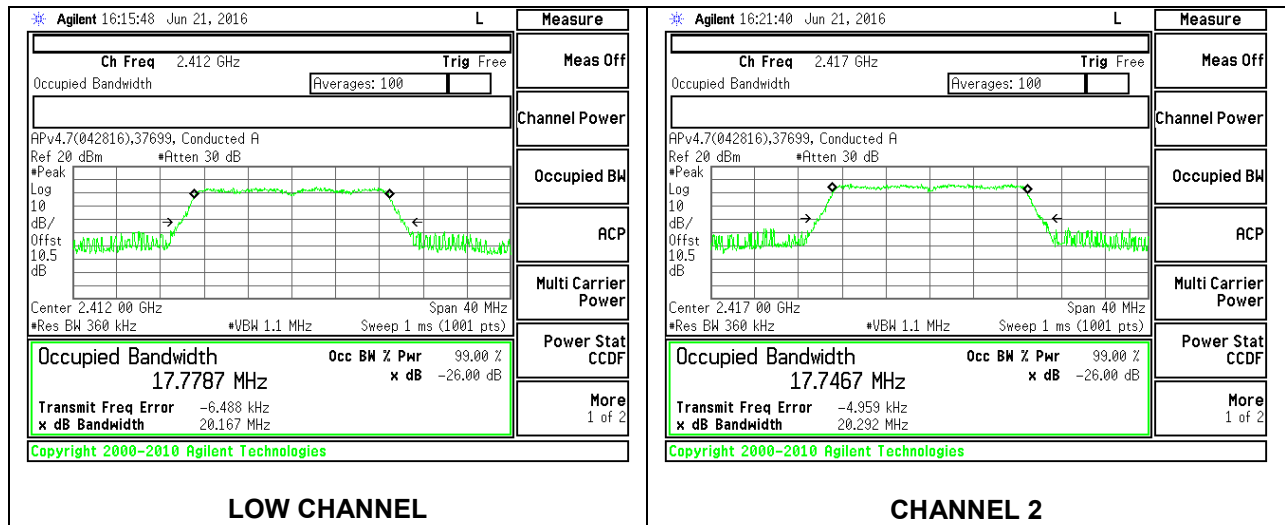 Agilent 16:15:48 Jun 21, 2016 L Measure
Ch Freq 2.412 GHz Trig Free
Occupied Bandwidth Averages: 100
Meas Off
Channel Power
APv4.7(042816),37699, Conducted A
Ref 20 dBm #Atten 30 dB
#Peak
Log
10
dB/
Offst
10.5
dB
Occupied BW
ACP
Multi Carrier
Power
Center 2.412 00 GHz Span 40 MHz
#Res BW 360 kHz #VBW 1.1 MHz Sweep 1 ms (1001 pts)
Power Stat
CCDF
Occupied Bandwidth Occ BW % Pwr 99.00 %
17.7787 MHz x dB -26.00 dB
Transmit Freq Error -6.488 kHz
x dB Bandwidth 20.167 MHz
More
1 of 2
Copyright 2000-2010 Agilent Technologies
LOW CHANNEL
Agilent 16:21:40 Jun 21, 2016 L Measure
Ch Freq 2.417 GHz Trig Free
Occupied Bandwidth Averages: 100
Meas Off
Channel Power
APv4.7(042816),37699, Conducted A
Ref 20 dBm #Atten 30 dB
#Peak
Log
10
dB/
Offst
10.5
dB
Occupied BW
ACP
Multi Carrier
Power
Center 2.417 00 GHz Span 40 MHz
#Res BW 360 kHz #VBW 1.1 MHz Sweep 1 ms (1001 pts)
Power Stat
CCDF
Occupied Bandwidth Occ BW % Pwr 99.00 %
17.7467 MHz x dB -26.00 dB
Transmit Freq Error -4.959 kHz
x dB Bandwidth 20.292 MHz
More
1 of 2
Copyright 2000-2010 Agilent Technologies
CHANNEL 2